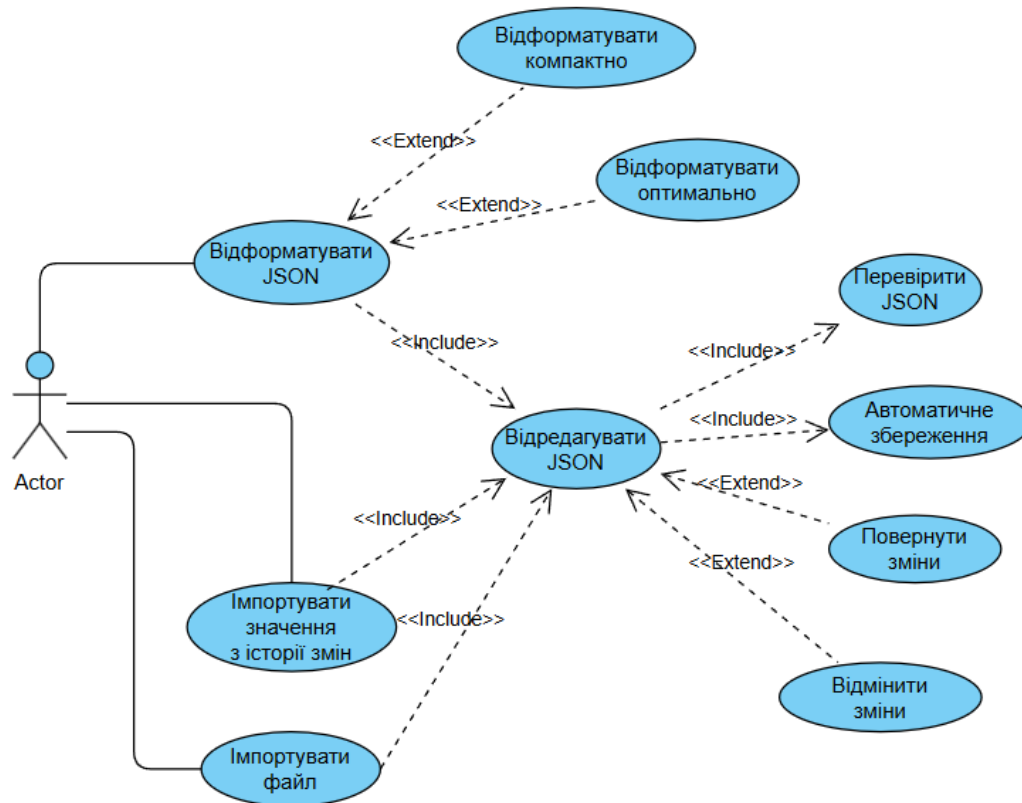 Відформатувати
компактно
<<Extend>>
Відформатувати
оптимально
<<Extend>>
Відформатувати
JSON
Перевірити
JSON
<<Include>>
<<Include>>
Автоматичне
збереження
<<Include>>
Відредагувати
JSON
Actor
<<Extend>>
<<Include>>
Повернути
зміни
<<Extend>>
Імпортувати
значення
з історії змін
<<Include>>
Відмінити
зміни
Імпортувати
файл